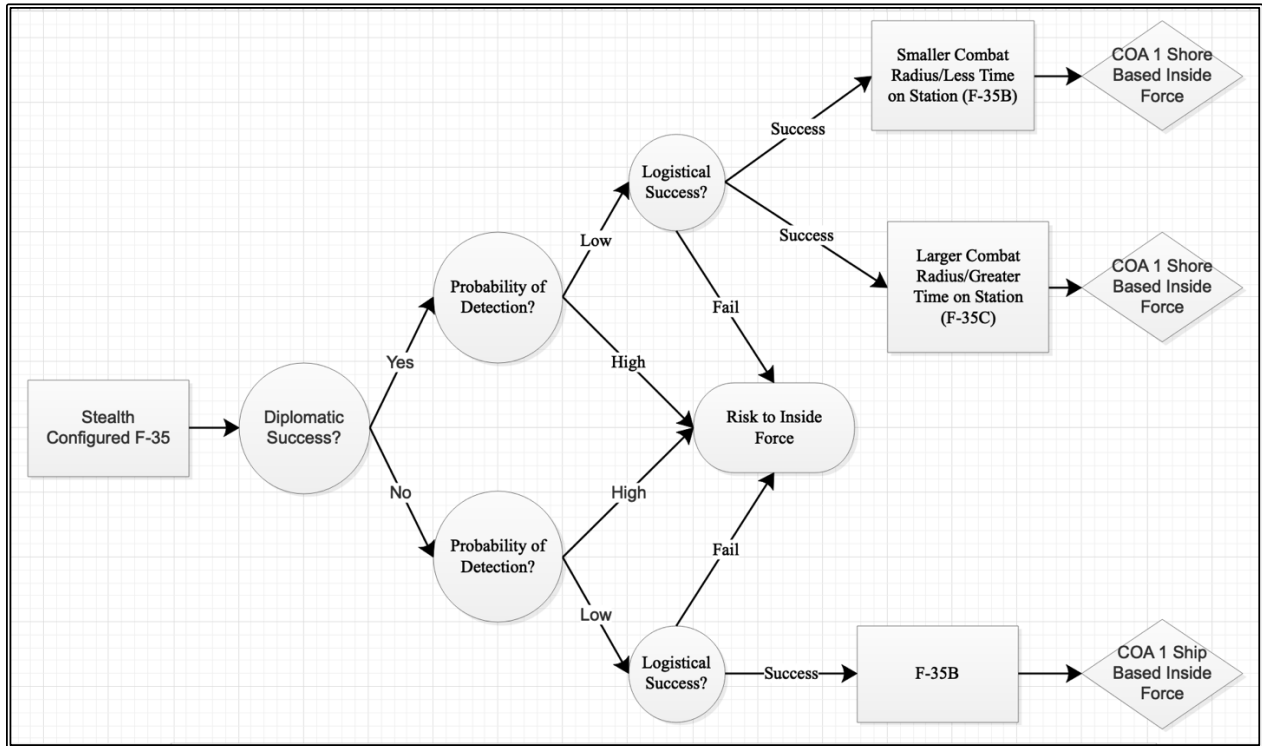 Smaller Combat
Radius/Less Time
on Station (F-35B)
COA 1 Shore
Based Inside
Force
Success
Logistical
Success?
Success
Low
Larger Combat
Radius/Greater
Time on Station
(F-35C)
COA 1 Shore
Based Inside
Force
Probability of
Detection?
Fail
Yes
High
Stealth
Configured F-35
Diplomatic
Success?
Risk to Inside
Force
No
High
Probability of
Detection?
Fail
Low
Logistical
Success?
Success
F-35B
COA 1 Ship
Based Inside
Force